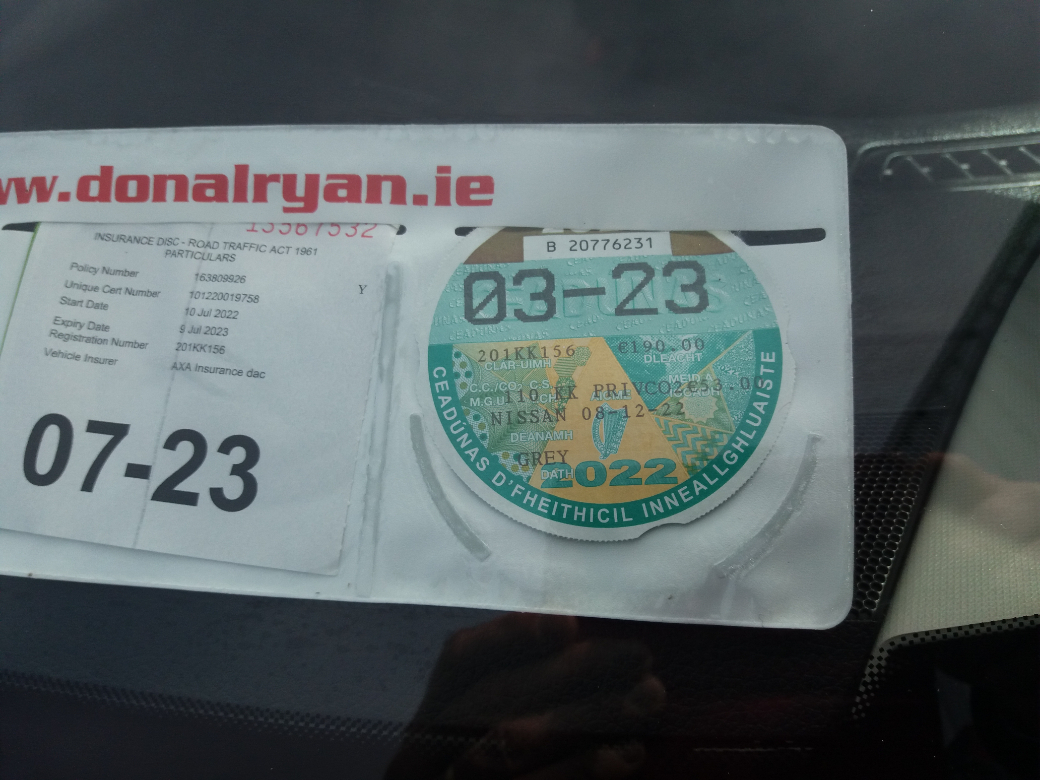 ww.donalryan.ie
13567532
INSURANCE DISC - ROAD TRAFFIC ACT 1961
PARTICULARS
Policy Number 163809926
Unique Cert Number 101220019758
Y
Start Date 10 Jul 2022
Expiry Date 9 Jul 2023
Registration Number 201KK156
Vehicle Insurer AXA Insurance dac
07-23
B 20776231
03-23
201KK156 €190.00
CLAR-UIMH DLEACHT
C.C./CO2 C.S.
110 KK PRIVCO2
NISSAN 08-12-22
DEANAMH
GREY
DATH
2022
CEADÚNAS D'FHEITHICIL INNEALLGHLUAISTE